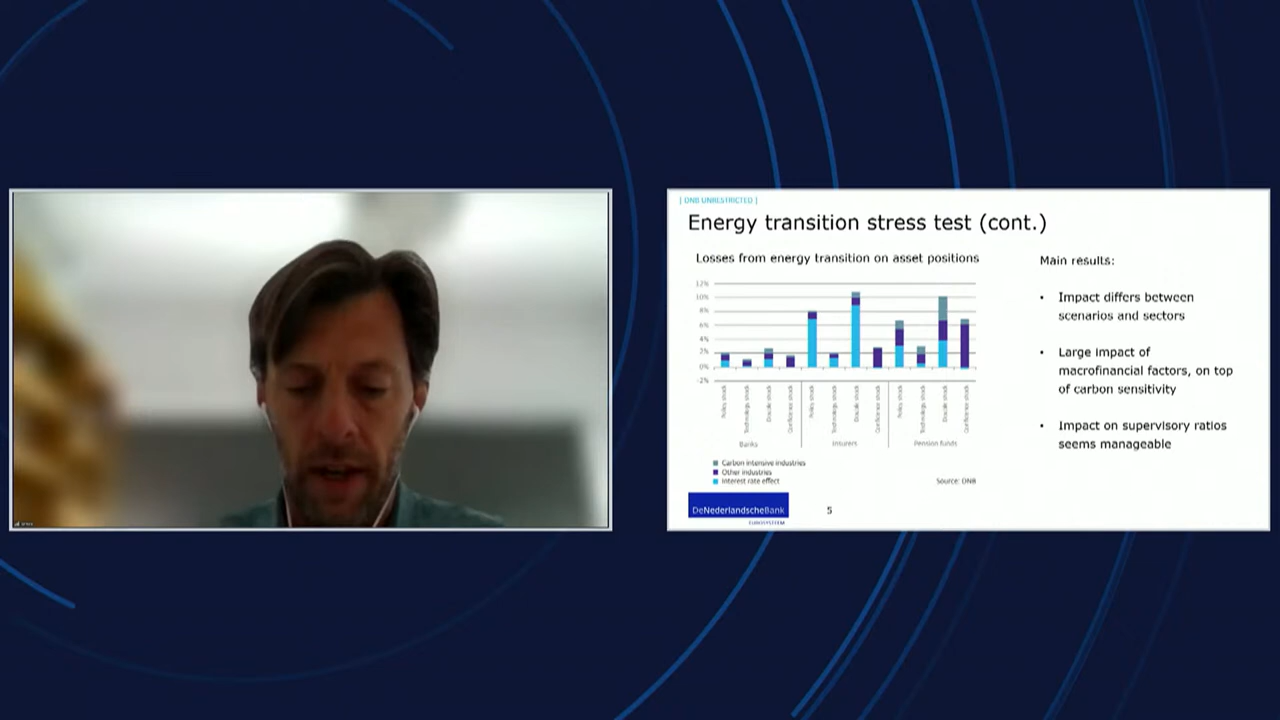 [ DNB UNRESTRICTED ]
Energy transition stress test (cont.)
Losses from energy transition on asset positions
12%
10%
8%
6%
4%
2%
0%
-2%
Policy shock
Technology shock
Double shock
Confidence shock
Policy shock
Technology shock
Double shock
Confidence shock
Policy shock
Technology shock
Double shock
Confidence shock
Banks
Insurers
Pension funds
Carbon intensive industries
Other industries
Interest rate effect
Source: DNB
Main results:
• Impact differs between
scenarios and sectors
• Large impact of
macrofinancial factors, on top
of carbon sensitivity
• Impact on supervisory ratios
seems manageable
DeNederlandscheBank
EUROSYSTEEM
5